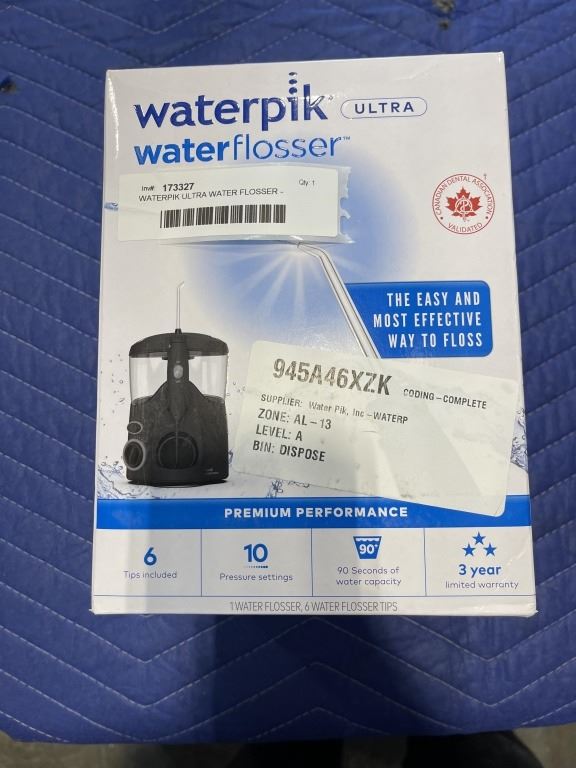 waterpik® ULTRA
waterflosser™
Inv#: 173327 Qty: 1
WATERPIK ULTRA WATER FLOSSER -
CANADIAN DENTAL ASSOCIATION
VALIDATED
THE EASY AND
MOST EFFECTIVE
WAY TO FLOSS
945A46XZK CODING-COMPLETE
SUPPLIER: Water Pik, Inc -WATERP
ZONE: AL-13
LEVEL: A
BIN: DISPOSE
PREMIUM PERFORMANCE
6
Tips included
10
Pressure settings
90
90 Seconds of
water capacity
3 year
limited warranty
1 WATER FLOSSER, 6 WATER FLOSSER TIPS